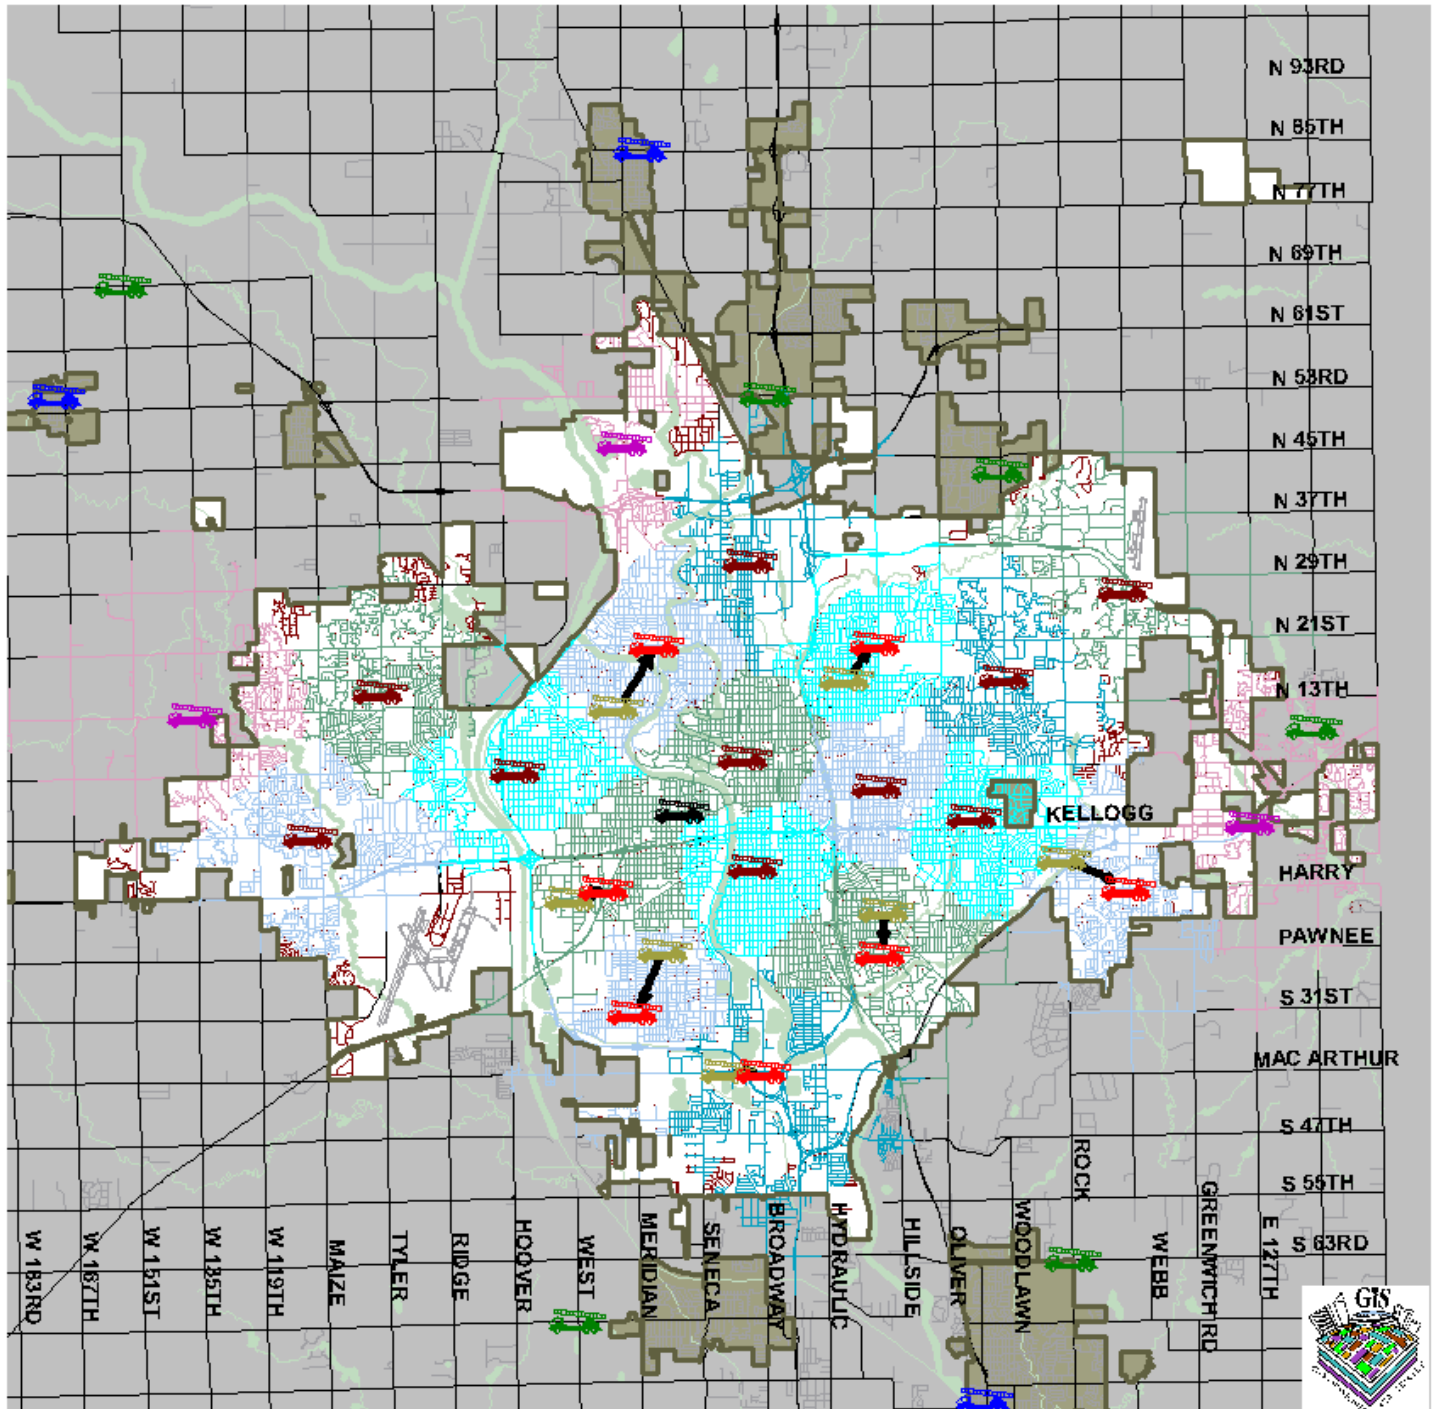 N 93RD
N 85TH
N 77TH
N 69TH
N 61ST
N 53RD
N 45TH
N 37TH
N 29TH
N 21ST
N 13TH
KELLOGG
HARRY
PAWNEE
S 31ST
MAC ARTHUR
S 47TH
S 55TH
S 63RD
W 183RD
W 167TH
W 151ST
W 135TH
W 119TH
MAIZE
TYLER
RIDGE
HOOVER
WEST
MERIDIAN
SENECA
BROADWAY
HYDRAULIC
HILLSIDE
OLIVER
WOODLAWN
ROCK
WEBB
GREENWICH RD
E 127TH
GIS